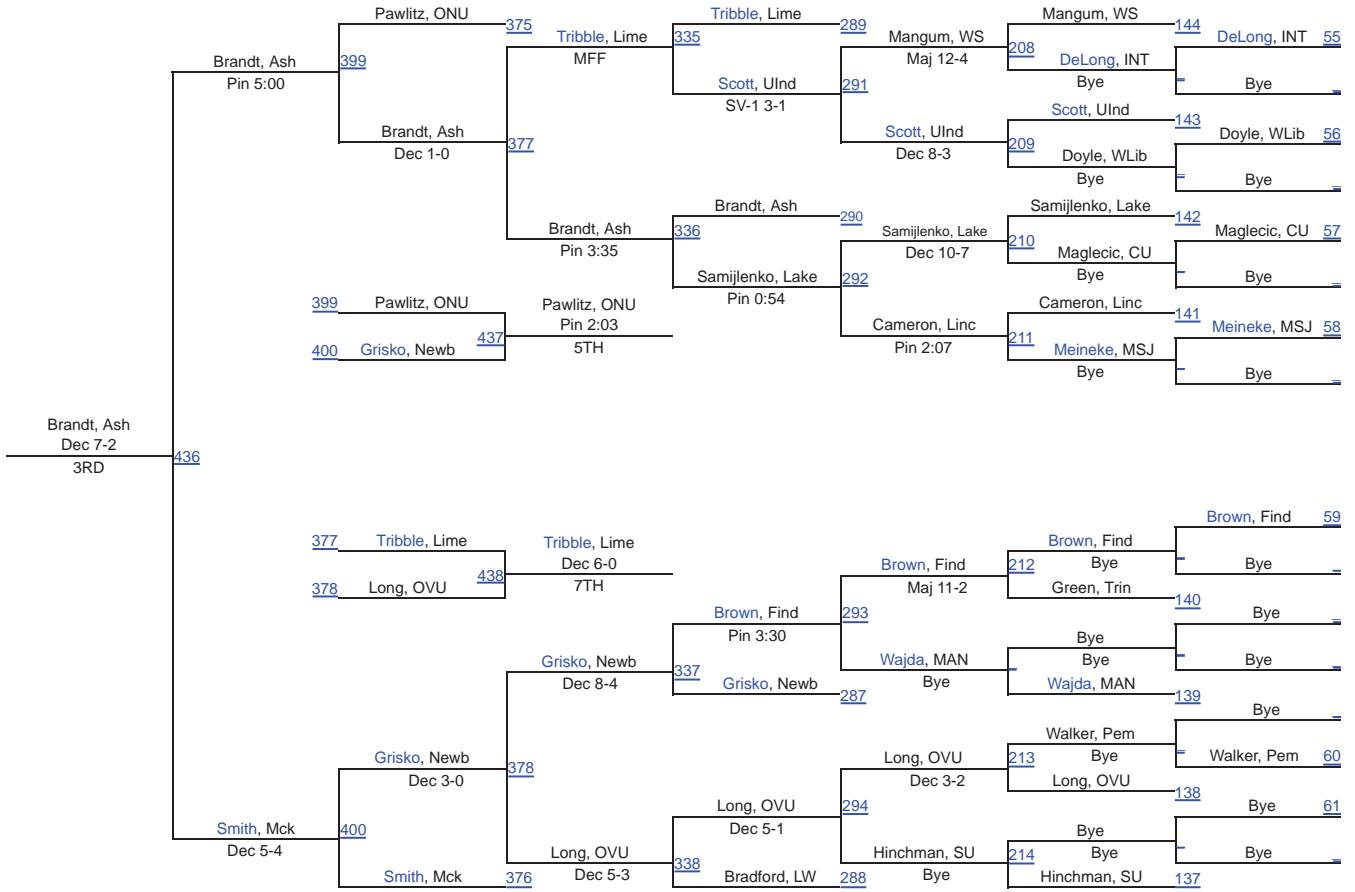 Pawlitz, ONU
375
Tribble, Lime
289
Mangum, WS
144
Tribble, Lime
335
MFF
Mangum, WS
Maj 12-4
208
DeLong, INT
Bye
DeLong, INT 55
Brandt, Ash
Pin 5:00
399
Scott, UInd
SV-1 3-1
291
Bye
Scott, UInd
143
Brandt, Ash
Dec 1-0
377
Scott, UInd
Dec 8-3
209
Doyle, WLib
Bye
Doyle, WLib 56
Bye
Brandt, Ash
290
Samijlenko, Lake
142
Brandt, Ash
Pin 3:35
336
Samijlenko, Lake
Dec 10-7
210
Maglecic, CU
Bye
Maglecic, CU 57
Samijlenko, Lake
Pin 0:54
292
Bye
399 Pawlitz, ONU
Pawlitz, ONU
Pin 2:03
5TH
437
400 Grisko, Newb
Cameron, Linc
141
Cameron, Linc
Pin 2:07
211
Meineke, MSJ
Bye
Meineke, MSJ 58
Bye
Brandt, Ash
Dec 7-2
3RD
436
Brown, Find 59
377 Tribble, Lime
Tribble, Lime
Dec 6-0
7TH
438
378 Long, OVU
Brown, Find
Bye
Brown, Find
Maj 11-2
212
Bye
Green, Trin
140
Brown, Find
Pin 3:30
293
Bye
Bye
Bye
Grisko, Newb
Dec 8-4
337
Wajda, MAN
Bye
Bye
Grisko, Newb
287
Wajda, MAN
139
Bye
Walker, Pem
Bye
Grisko, Newb
Dec 3-0
378
Long, OVU
Dec 3-2
213
Walker, Pem 60
Long, OVU
138
Long, OVU
Dec 5-1
294
Bye 61
Smith, Mck
Dec 5-4
400
Bye
Bye
Long, OVU
Dec 5-3
338
Hinchman, SU
Bye
214
Bye
Smith, Mck
376
Bradford, LW
288
Hinchman, SU
137